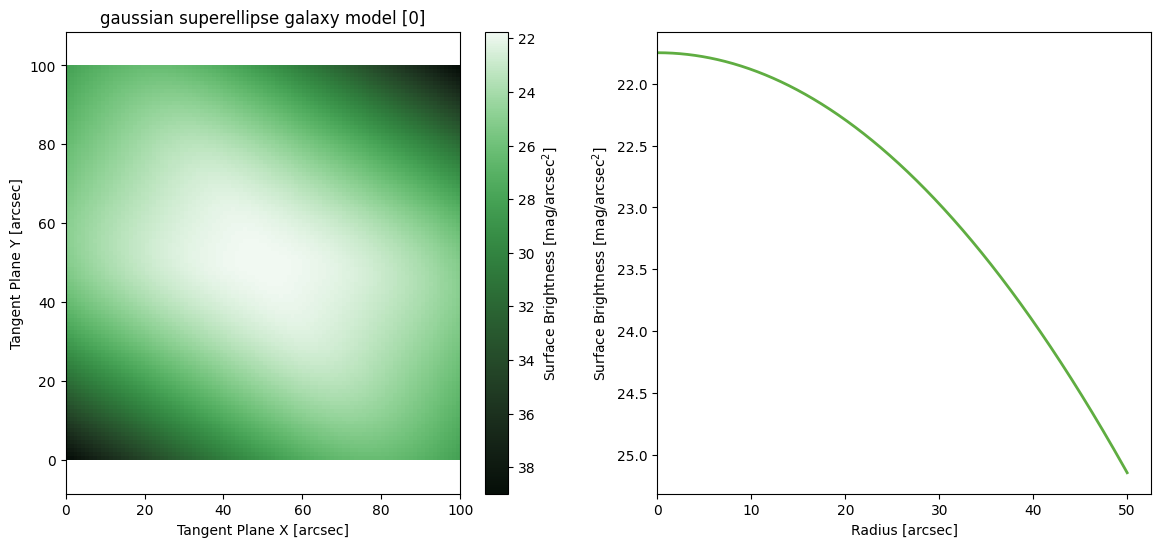 gaussian superellipse galaxy model [0]
100
80
60
40
20
0
Tangent Plane Y [arcsec]
0 20 40 60 80 100
Tangent Plane X [arcsec]
22
24
26
28
30
32
34
36
38
Surface Brightness [mag/arcsec²]
22.0
22.5
23.0
23.5
24.0
24.5
25.0
Surface Brightness [mag/arcsec²]
0 10 20 30 40 50
Radius [arcsec]